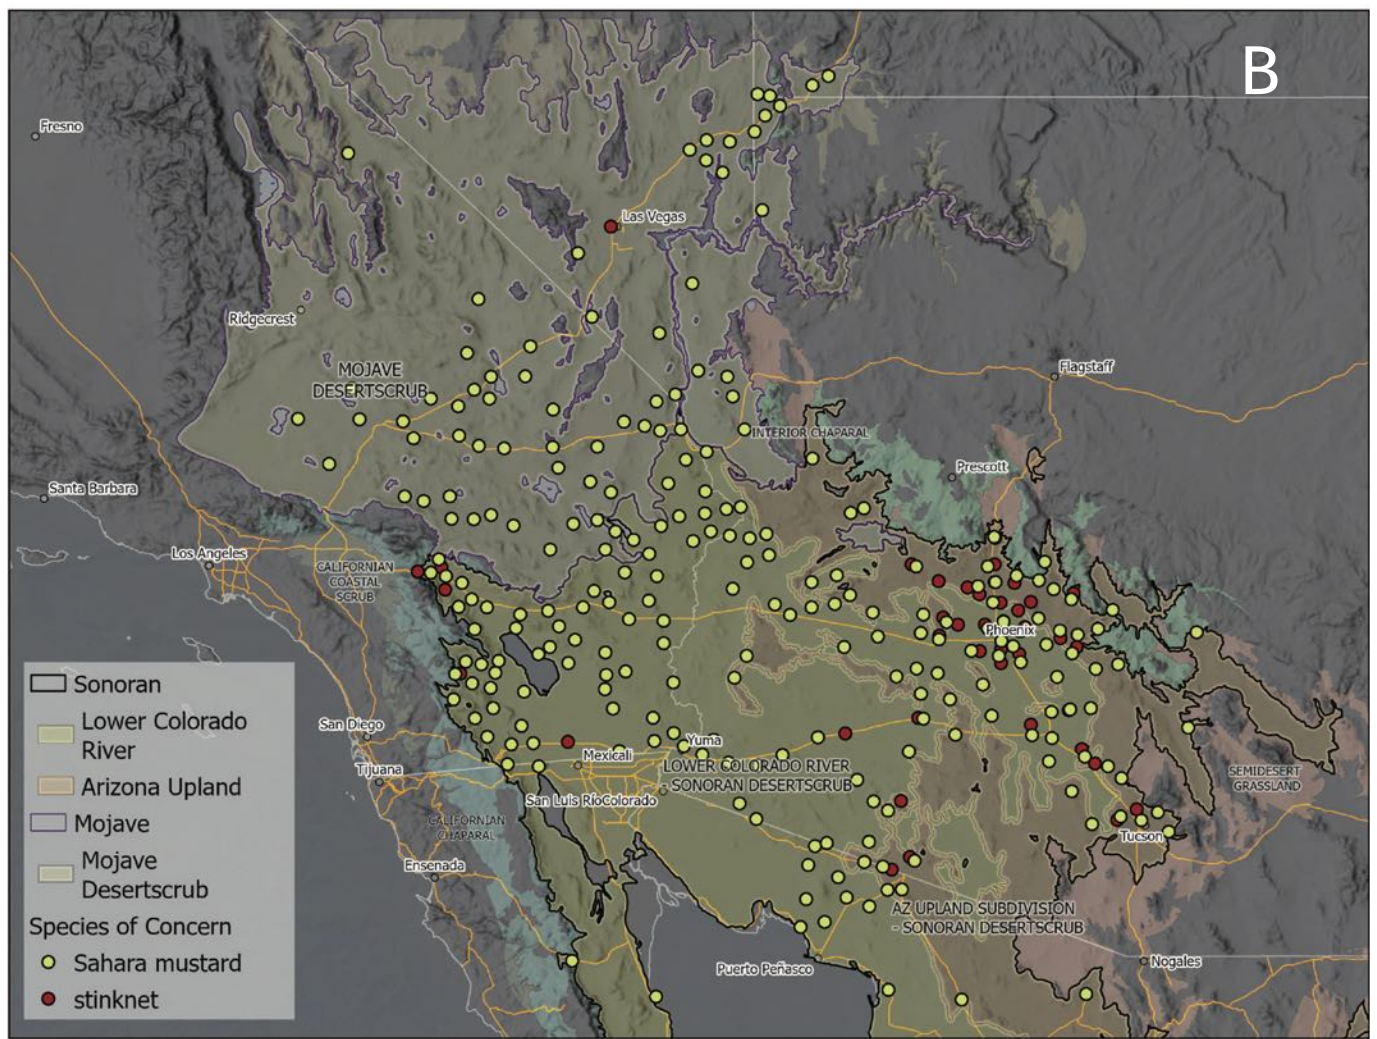 B
Fresno
Las Vegas
Ridgecrest
MOJAVE
DESERTSCRUB
Flagstaff
INTERIOR CHAPARAL
Prescott
Santa Barbara
Los Angeles
CALIFORNIAN
COASTAL
SCRUB
Phoenix
San Diego
Tijuana
Mexicali
Yuma
LOWER COLORADO RIVER
- SONORAN DESERTSCRUB
San Luis RíoColorado
SEMIDESERT
GRASSLAND
CALIFORNIAN
CHAPARAL
Tucson
Ensenada
AZ UPLAND SUBDIVISION
- SONORAN DESERTSCRUB
Puerto Peñasco
Nogales
Sonoran
Lower Colorado
River
Arizona Upland
Mojave
Mojave
Desertscrub
Species of Concern
Sahara mustard
stinknet